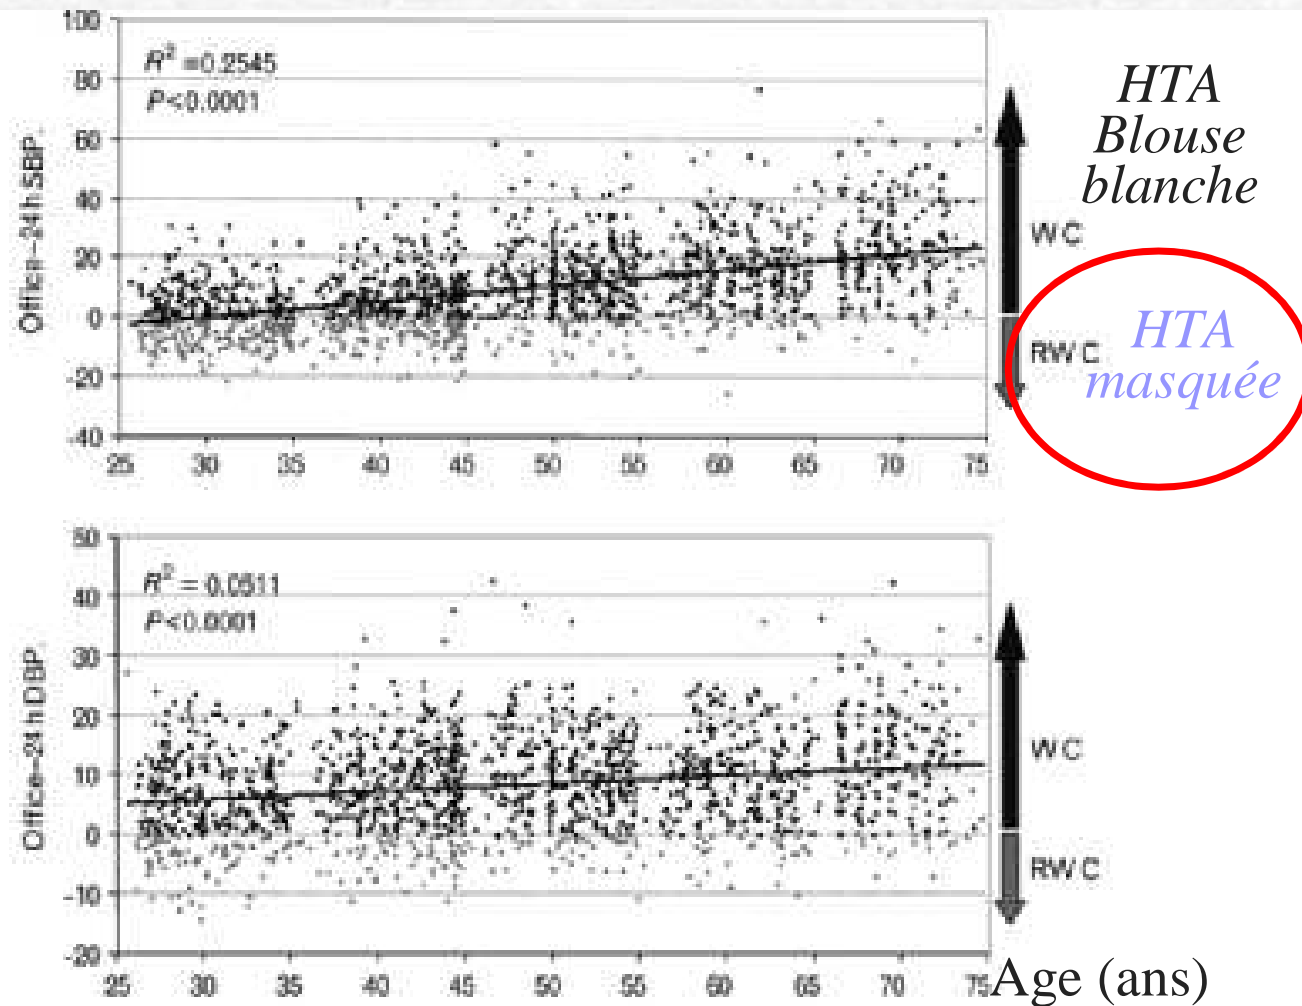 100
80
60
40
20
0
-20
-40
Office-24 h SBP.
R² =0.2545
P<0.0001
25 30 35 40 45 50 55 60 65 70 75
HTA
Blouse
blanche
WC
RWC
HTA
masquée
50
40
30
20
10
0
-10
-20
Office-24 h DBP.
R² = 0.0511
P<0.0001
25 30 35 40 45 50 55 60 65 70 75
WC
RWC
Age (ans)